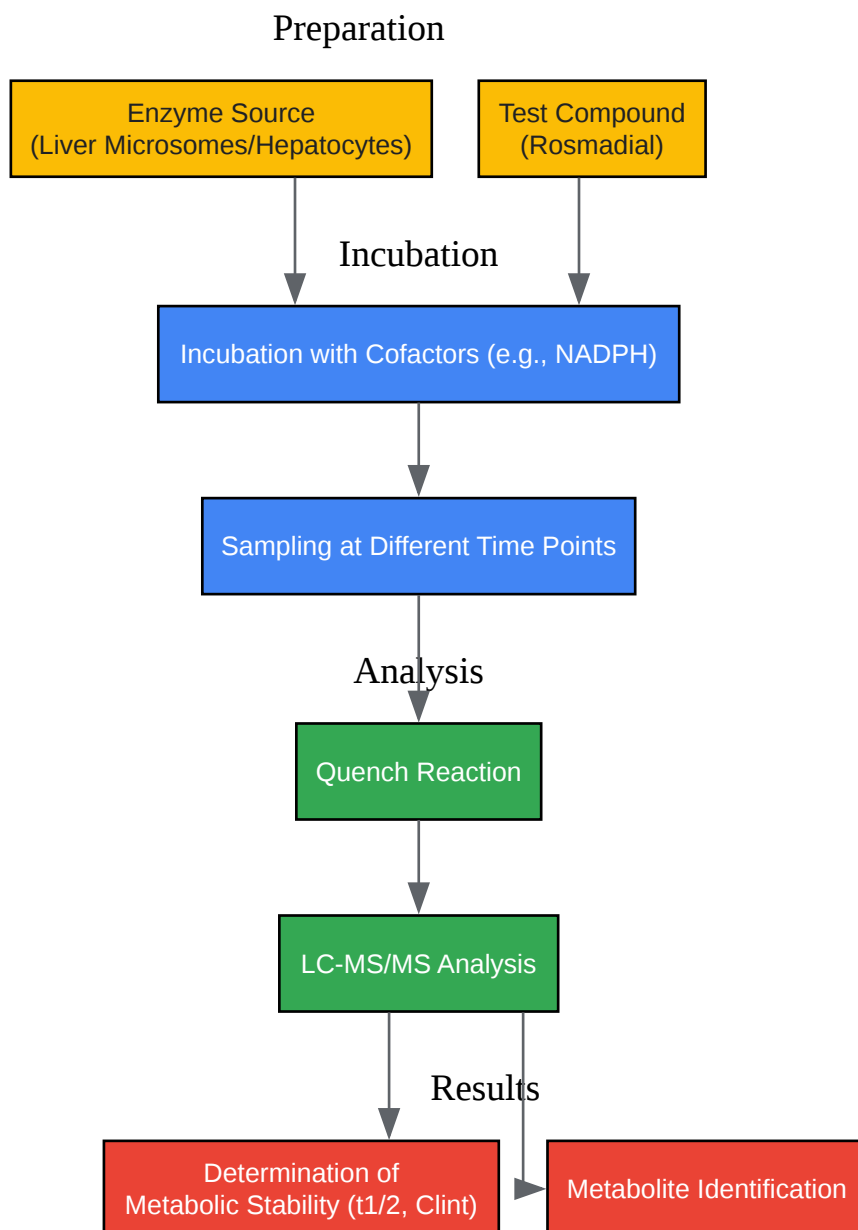 Preparation
Enzyme Source
(Liver Microsomes/Hepatocytes)
Test Compound
(Rosmadial)
Incubation
Incubation with Cofactors (e.g., NADPH)
Sampling at Different Time Points
Analysis
Quench Reaction
LC-MS/MS Analysis
Results
Determination of
Metabolic Stability (t1/2, Clint)
Metabolite Identification